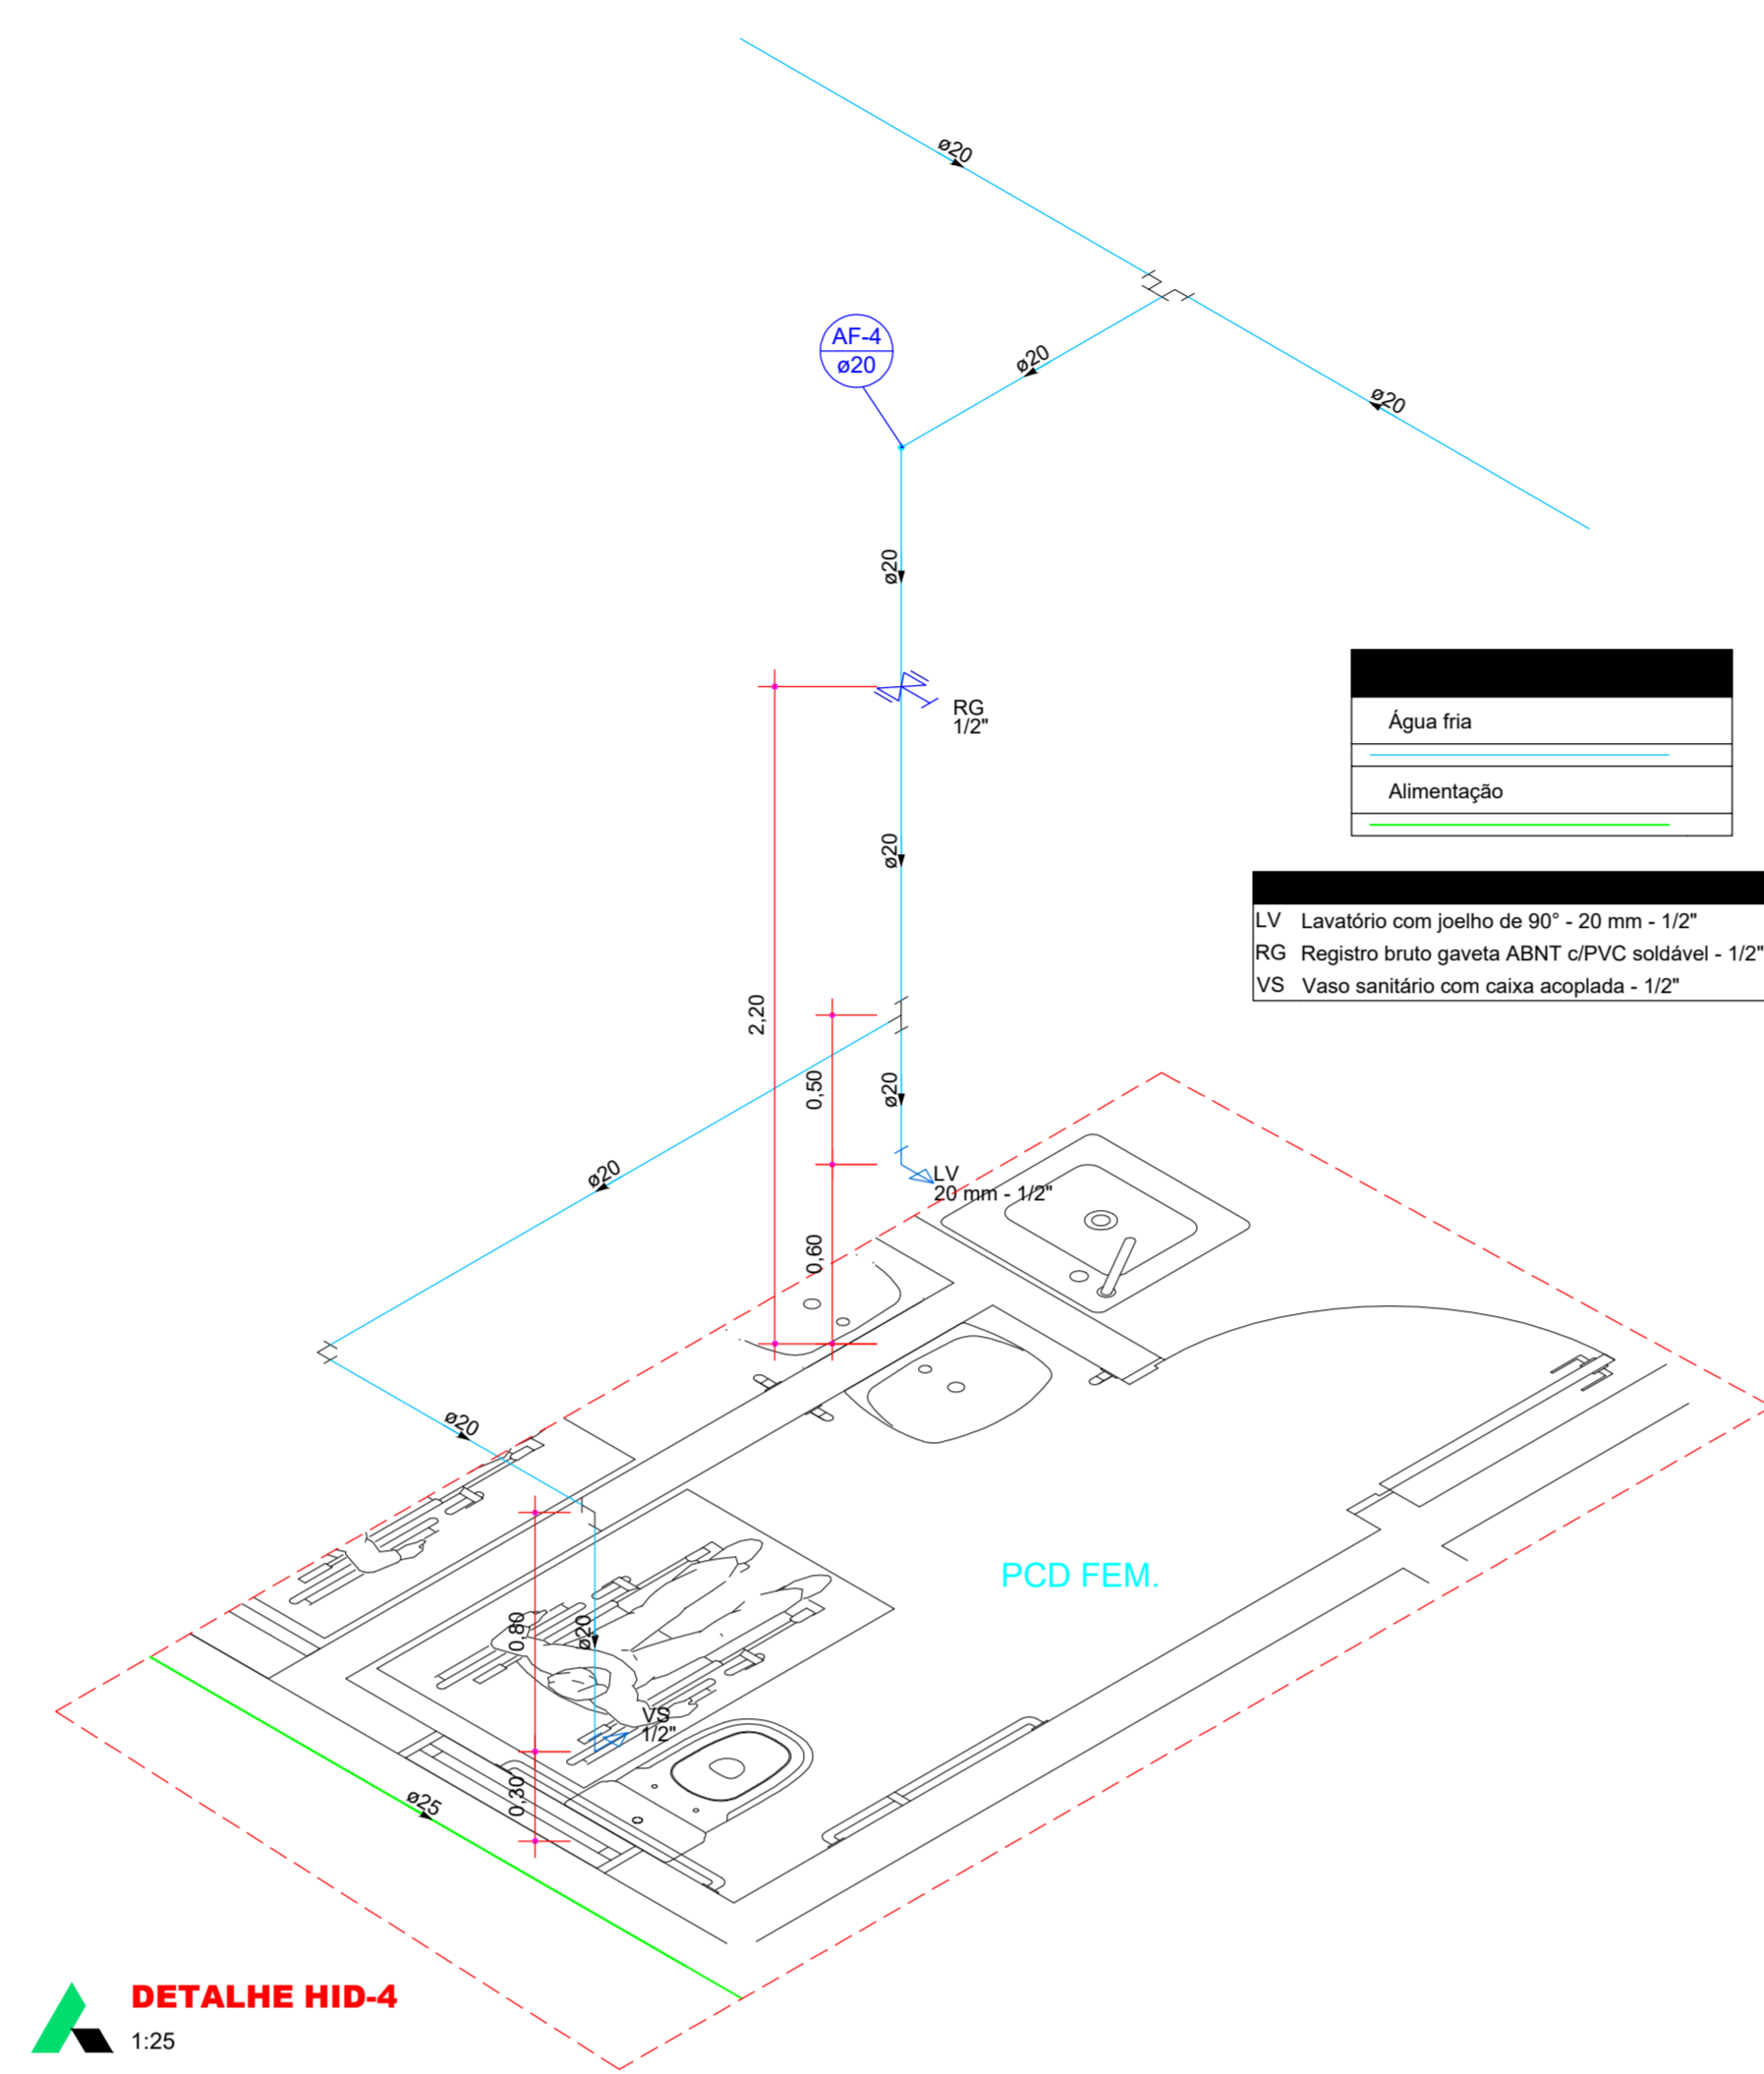 ø20
AF-4
ø20
ø20
ø20
ø20
RG
1/2"
Água fria
Alimentação
ø20
LV Lavatório com joelho de 90° - 20 mm - 1/2"
RG Registro bruto gaveta ABNT c/PVC soldável - 1/2"
VS Vaso sanitário com caixa acoplada - 1/2"
2,20
0,50
ø20
ø20
LV
20 mm - 1/2"
0,60
ø20
PCD FEM.
0,80
ø20
VS
1/2"
0,30
ø25
DETALHE HID-4
1:25